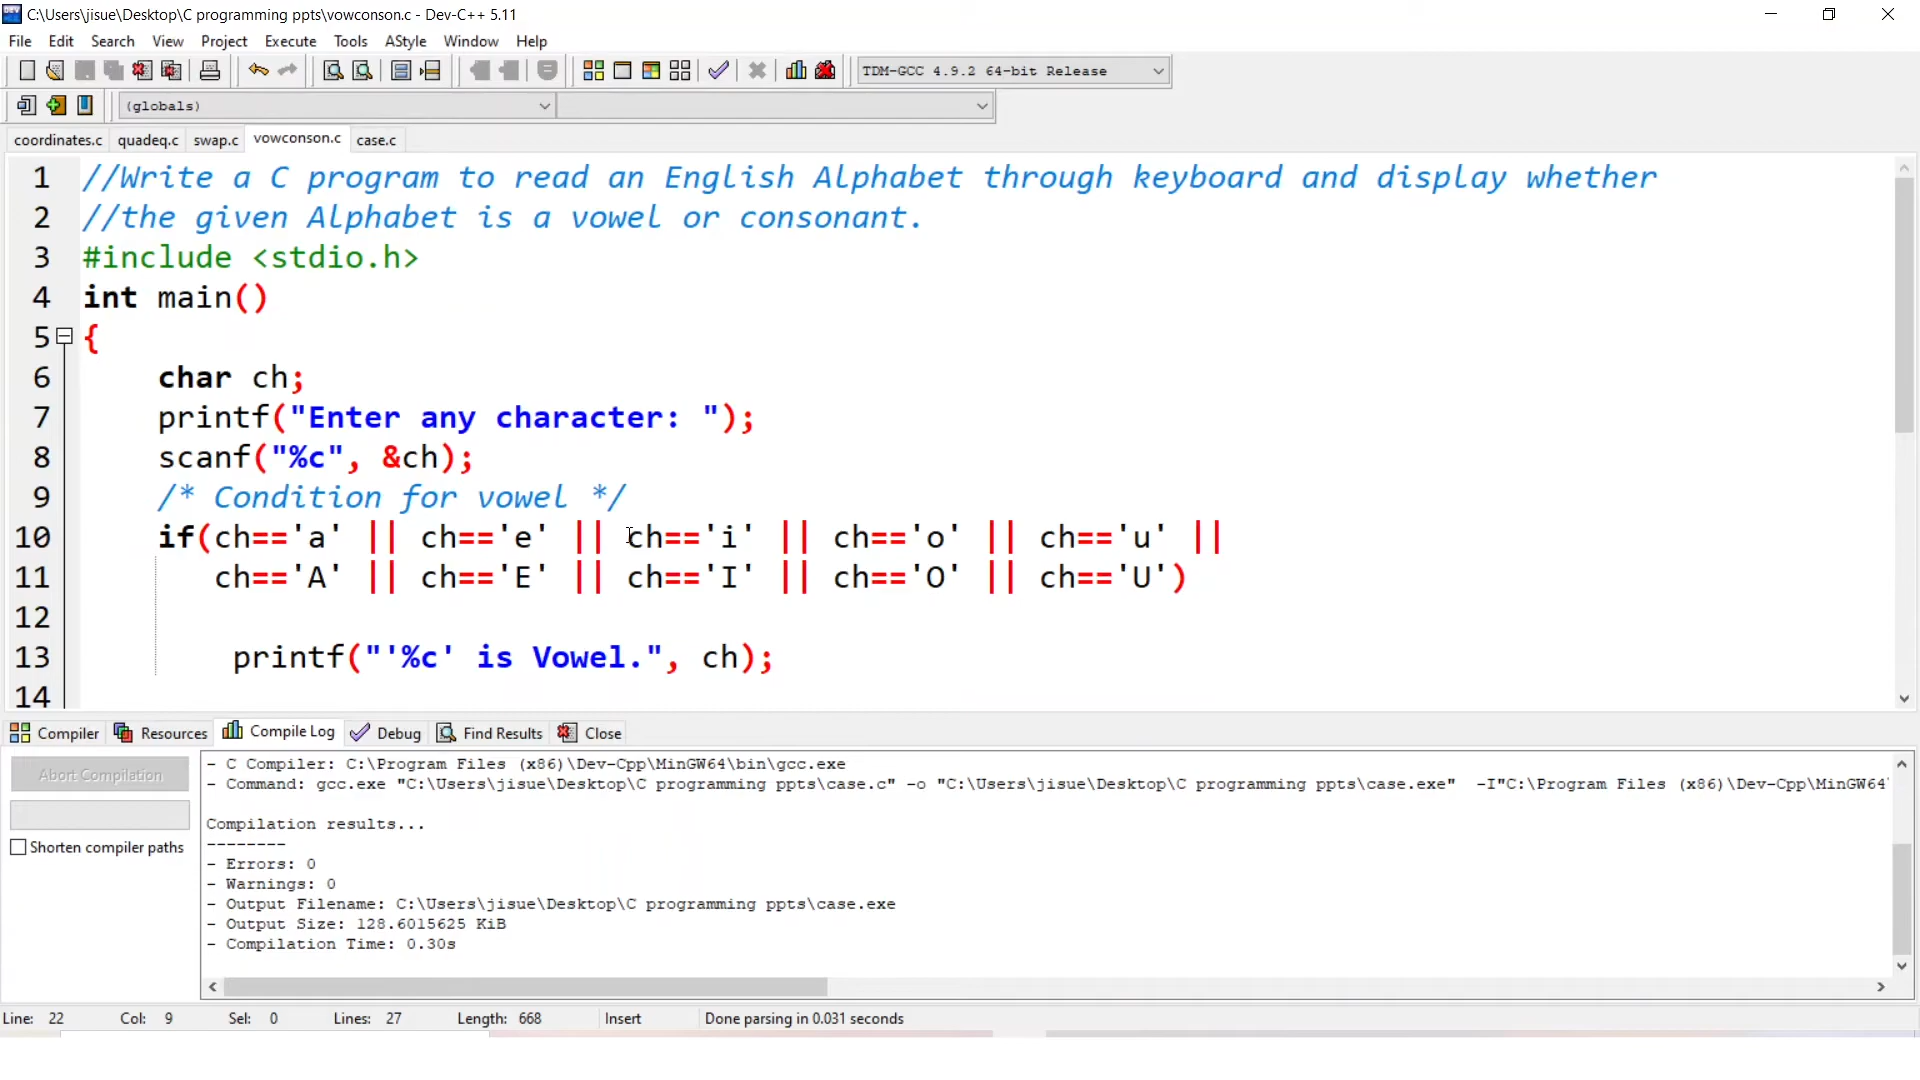 C:\Users\jisue\Desktop\C programming ppts\vowconson.c - Dev-C++ 5.11
File Edit Search View Project Execute Tools AStyle Window Help
TDM-GCC 4.9.2 64-bit Release
(globals)
coordinates.c quadeq.c swap.c vowconson.c case.c
1 //Write a C program to read an English Alphabet through keyboard and display whether
2 //the given Alphabet is a vowel or consonant.
3 #include <stdio.h>
4 int main()
5 {
6 char ch;
7 printf("Enter any character: ");
8 scanf("%c", &ch);
9 /* Condition for vowel */
10 if(ch=='a' || ch=='e' || ch=='i' || ch=='o' || ch=='u' ||
11 ch=='A' || ch=='E' || ch=='I' || ch=='O' || ch=='U')
12
13 printf("'%c' is Vowel.", ch);
14
Compiler Resources Compile Log Debug Find Results Close
Abort Compilation
Shorten compiler paths
- C Compiler: C:\Program Files (x86)\Dev-Cpp\MinGW64\bin\gcc.exe
- Command: gcc.exe "C:\Users\jisue\Desktop\C programming ppts\case.c" -o "C:\Users\jisue\Desktop\C programming ppts\case.exe" -I"C:\Program Files (x86)\Dev-Cpp\MinGW64
Compilation results...
--------
- Errors: 0
- Warnings: 0
- Output Filename: C:\Users\jisue\Desktop\C programming ppts\case.exe
- Output Size: 128.6015625 KiB
- Compilation Time: 0.30s
Line: 22 Col: 9 Sel: 0 Lines: 27 Length: 668 Insert Done parsing in 0.031 seconds